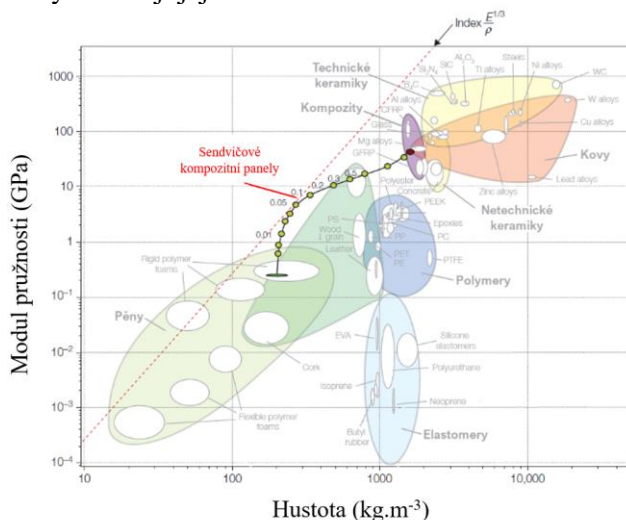 Index E^1/3 / ρ
Technické
keramiky
Al₂O₃
SiC
Si₃N₄
B₄C
Ti alloys
Steels
Ni alloys
WC
W alloys
Kompozity
CFRP
Al alloys
Glass
Mg alloys
GFRP
Cu alloys
Kovy
Zinc alloys
Lead alloys
Sendvičové
kompozitní panely
0.01
0.05
0.1
0.2
0.3
0.5
Polyester
Concrete
PEEK
Netechnické
keramiky
Epoxies
PS
PP
PC
PET
PE
PTFE
Wood
Leather
Polymery
Rigid polymer
foams
Pěny
Cork
Flexible polymer
foams
EVA
Silicone
elastomers
Polyurethane
Isoprene
Neoprene
Butyl
rubber
Elastomery
Modul pružnosti (GPa)
1000
100
10
1
10⁻¹
10⁻²
10⁻³
10⁻⁴
10
100
1000
10,000
Hustota (kg.m⁻³)